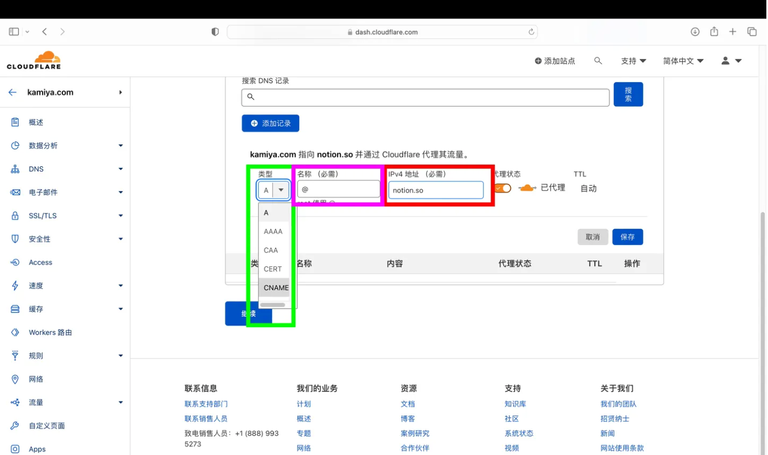 dash.cloudflare.com
CLOUDFLARE
添加站点
支持
简体中文
kamiya.com
概述
数据分析
DNS
电子邮件
SSL/TLS
安全性
Access
速度
缓存
Workers 路由
规则
网络
流量
自定义页面
Apps
搜索 DNS 记录
搜索
添加记录
kamiya.com 指向 notion.so 并通过 Cloudflare 代理其流量。
类型
名称 （必需）
IPv4 地址 （必需）
代理状态
TTL
A
@
notion.so
已代理
自动
A
AAAA
CAA
CERT
CNAME
取消
保存
名称
内容
代理状态
TTL
操作
联系信息
联系支持部门
联系销售人员
致电销售人员：+1 (888) 993
5273
我们的业务
计划
概述
专题
网络
资源
文档
博客
案例研究
合作伙伴
支持
知识库
社区
系统状态
视频
关于我们
我们的团队
招贤纳士
新闻
网站使用条款